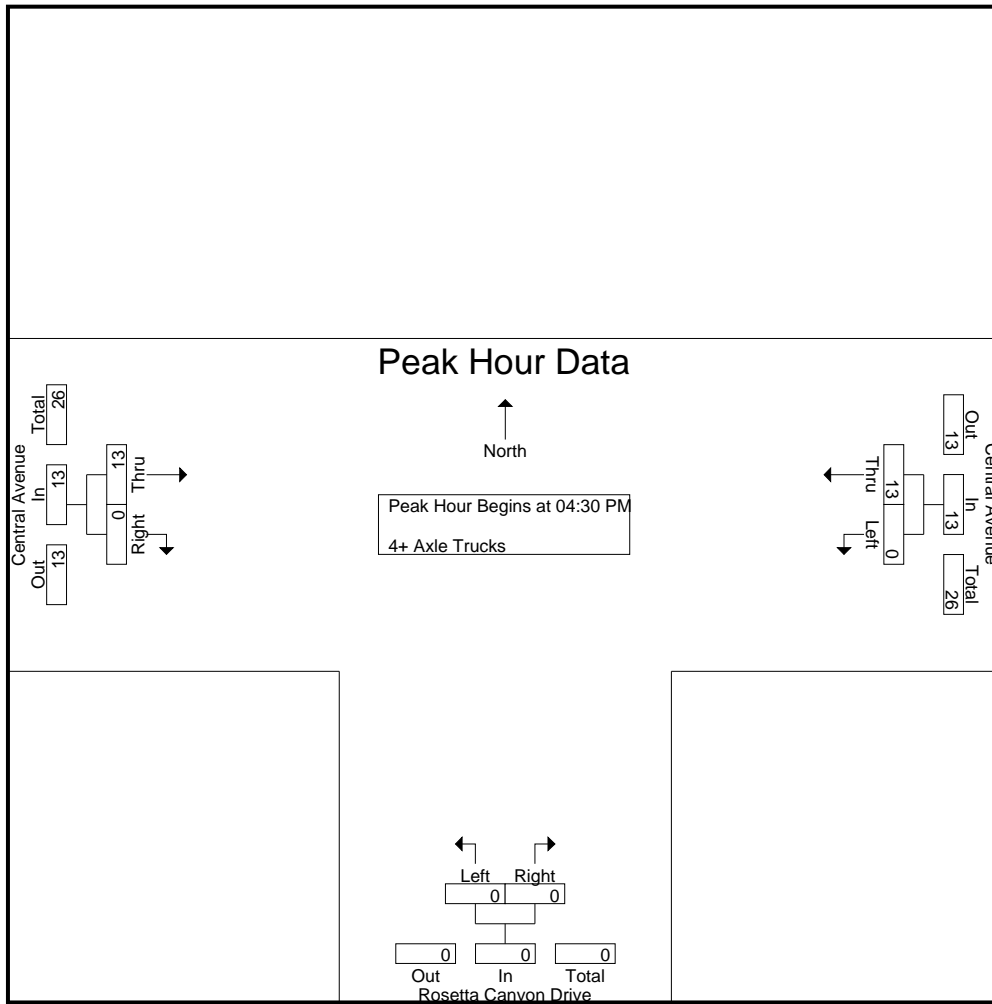 Peak Hour Data
North
Peak Hour Begins at 04:30 PM
4+ Axle Trucks
Central Avenue
Out
In
Total
13
13
26
Right
Thru
0
13
Central Avenue
Out
In
Total
13
13
26
Thru
Left
13
0
Left
Right
0
0
0
0
0
Out
In
Total
Rosetta Canyon Drive